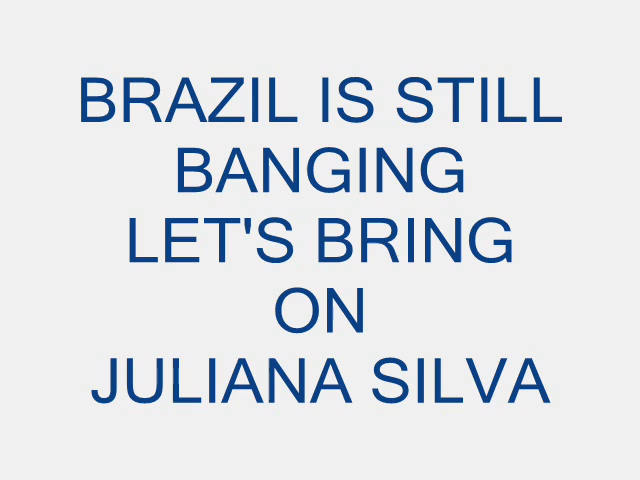 BRAZIL IS STILL
BANGING
LET'S BRING
ON
JULIANA SILVA